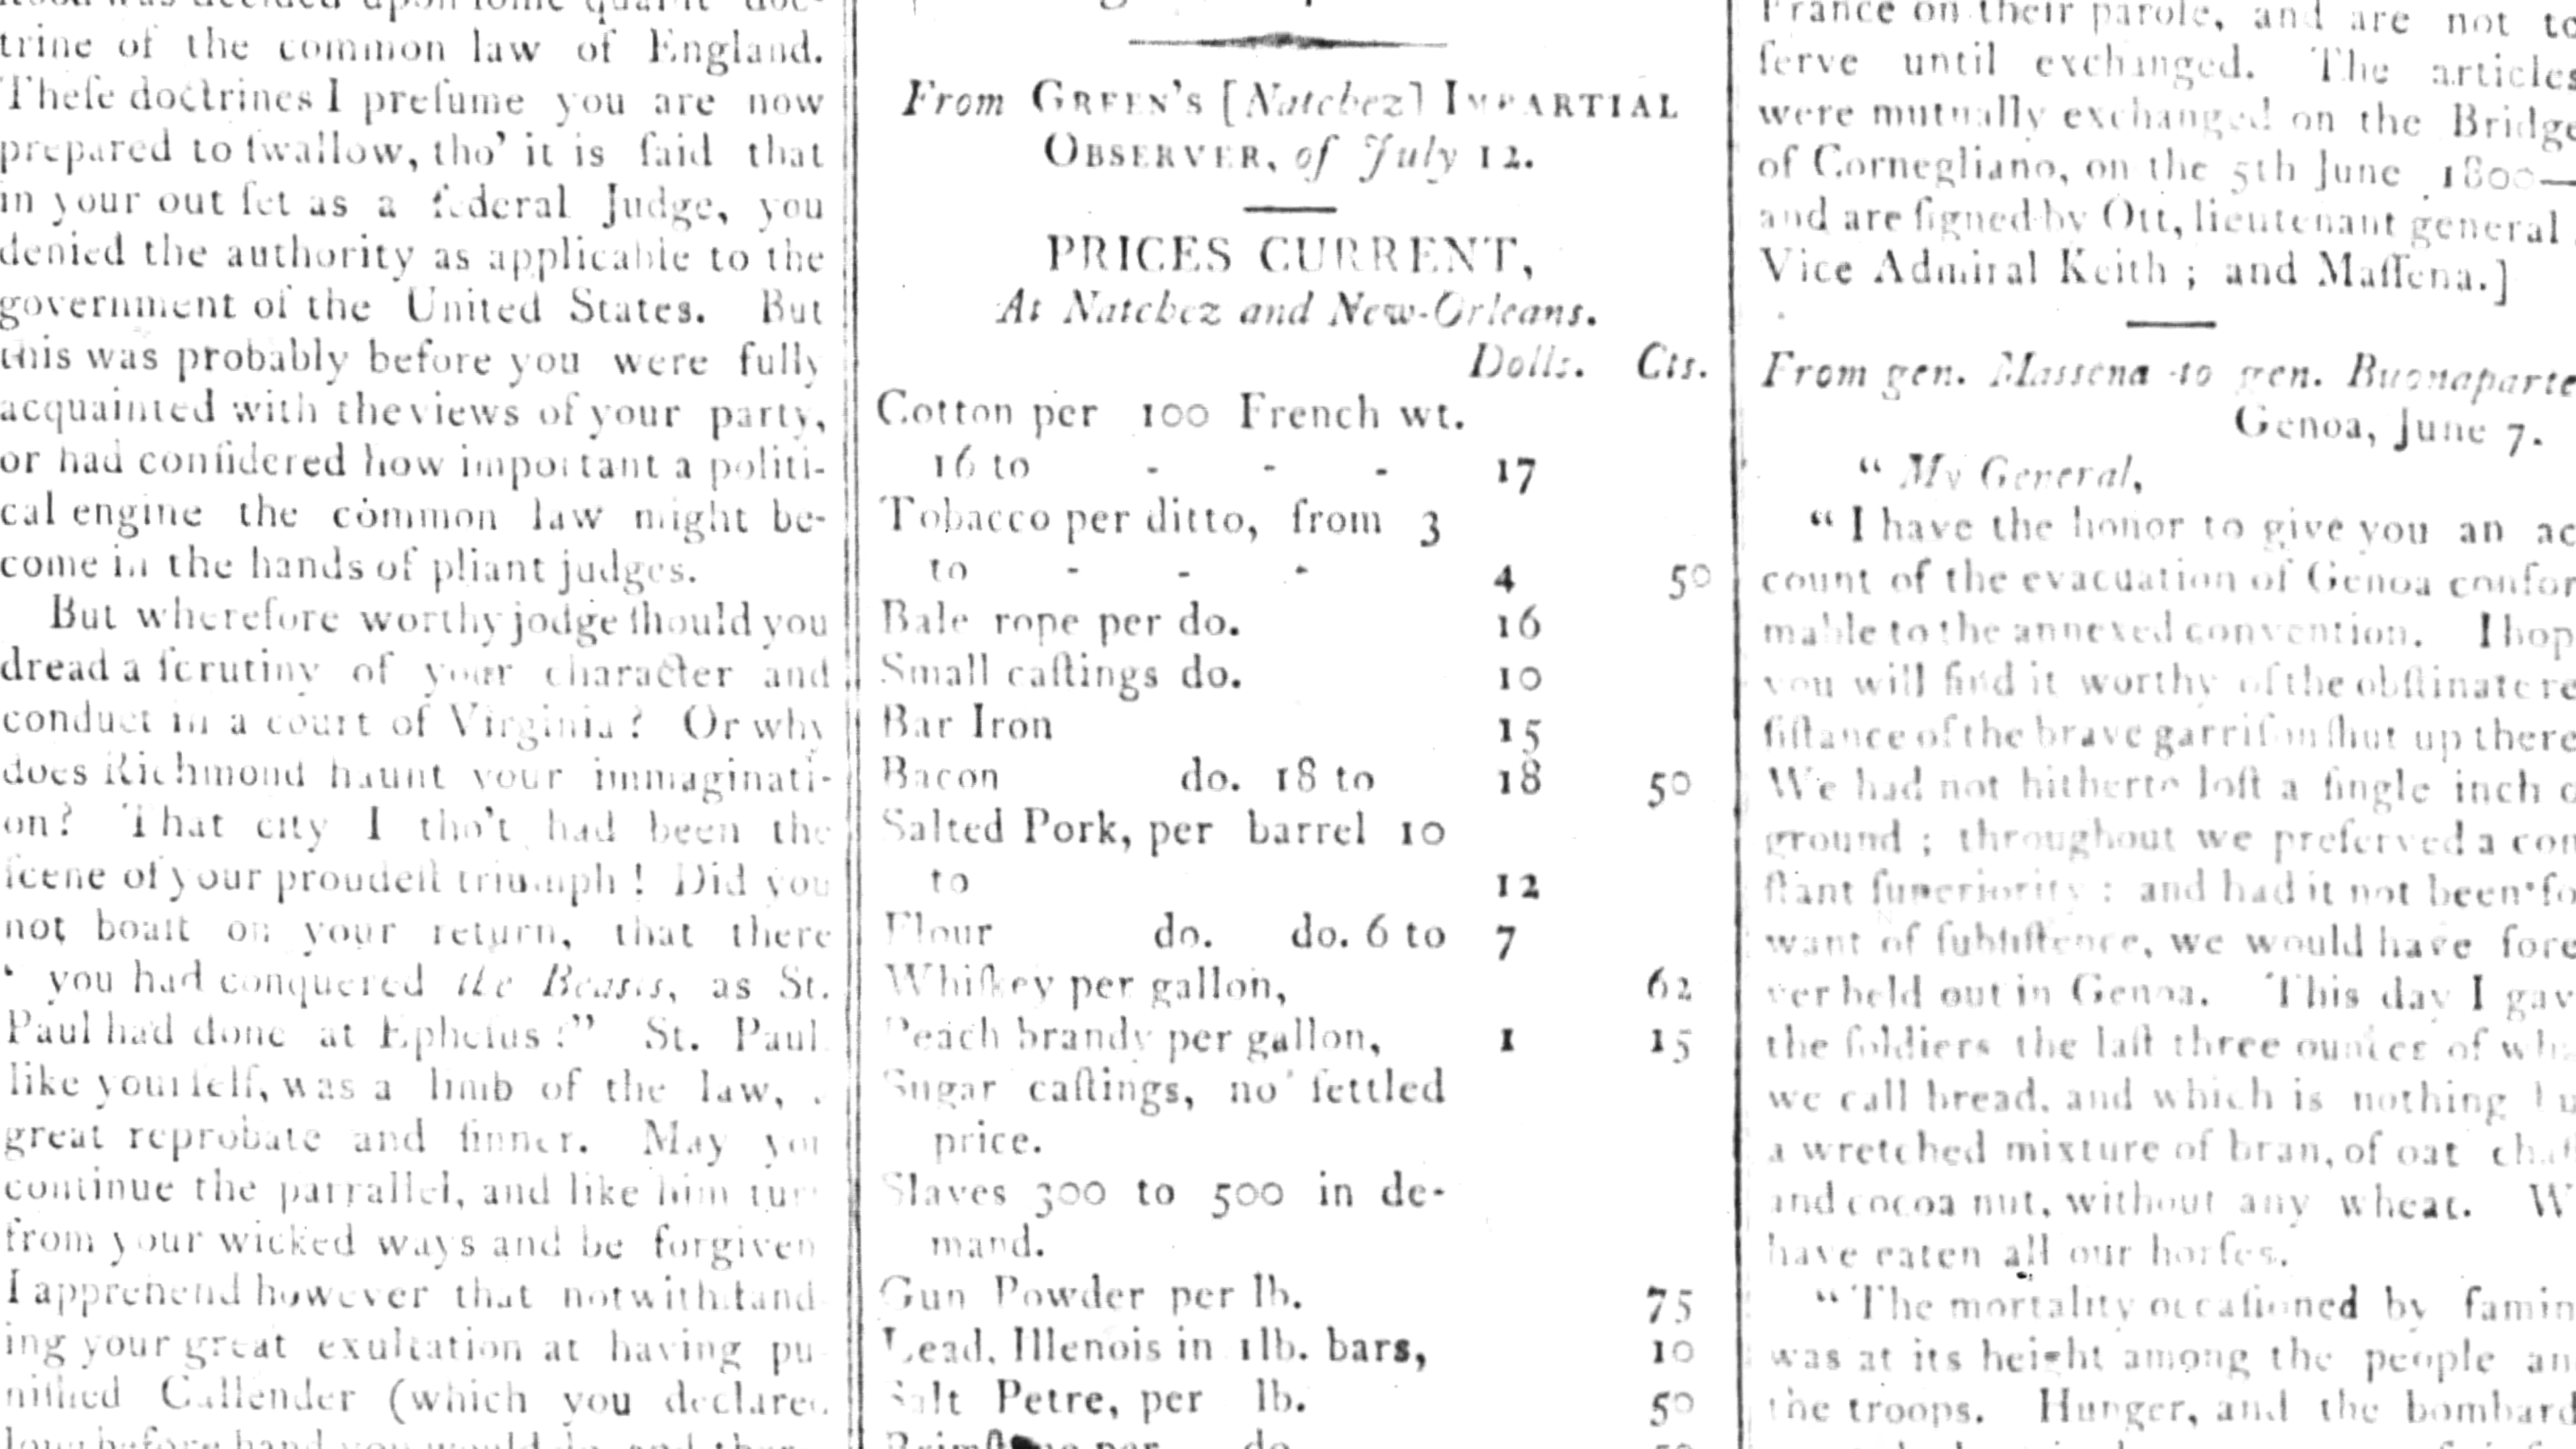 trine of the common law of England.
Theſe doctrines I preſume you are now
prepared to ſwallow, tho' it is ſaid that
in your out ſet as a federal Judge, you
denied the authority as applicable to the
government of the United States. But
this was probably before you were fully
acquainted with the views of your party,
or had conſidered how important a politi-
cal engine the common law might be-
come in the hands of pliant judges.
But wherefore worthy jodge ſhould you
dread a ſcrutiny of your character and
conduct in a court of Virginia? Or why
does Richmond haunt your immaginati-
on? That city I tho't had been the
ſcene of your proudeſt triumph! Did you
not boaſt on your return, that there
you had conquered the Beasts, as St.
Paul had done at Epheſus?" St. Paul
like yourſelf, was a limb of the law,
great reprobate and ſinner. May you
continue the parrallel, and like him
from your wicked ways and be forgiven
I apprehend however that notwithſtand
ing your great exultation at having pu
niſhed Callender (which you declared
From GREEN'S [Natchez] IMPARTIAL
OBSERVER, of July 12.
PRICES CURRENT,
At Natchez and New-Orleans.
Dolls. Cts.
Cotton per 100 French wt.
16 to - - - 17
Tobacco per ditto, from 3
to - - - 4 50
Bale rope per do. 16
Small caſtings do. 10
Bar Iron 15
Bacon do. 18 to 18 50
Salted Pork, per barrel 10
to 12
Flour do. do. 6 to 7
Whiſkey per gallon, 62
Peach brandy per gallon, 1 15
Sugar caſtings, no ſettled
price.
Slaves 300 to 500 in de-
mand.
Gun Powder per lb. 75
Lead, Illenois in 1lb. bars, 10
Salt Petre, per lb. 50
France on their parole, and are not to
ſerve until exchanged. The articles
were mutually exchanged on the Bridge
of Cornegliano, on the 5th June 1800—
and are ſigned by Ott, lieutenant general
Vice Admiral Keith; and Maſſena.]
From gen. Massena to gen. Buonaparte
Genoa, June 7.
"My General,
"I have the honor to give you an ac
count of the evacuation of Genoa confor
mable to the annexed convention. I hop
you will find it worthy of the obſtinate re
ſiſtance of the brave garriſon ſhut up there
We had not hitherto loſt a ſingle inch o
ground; throughout we preſerved a con
ſtant ſuperiority: and had it not been fo
want of ſubſiſtence, we would have fore
ver held out in Genoa. This day I gav
the ſoldiers the laſt three ounces of wh
we call bread, and which is nothing
a wretched mixture of bran, of oat
and cocoa nut, without any wheat. W
have eaten all our horſes.
"The mortality occaſioned by famin
was at its height among the people an
the troops. Hunger, and the bombard